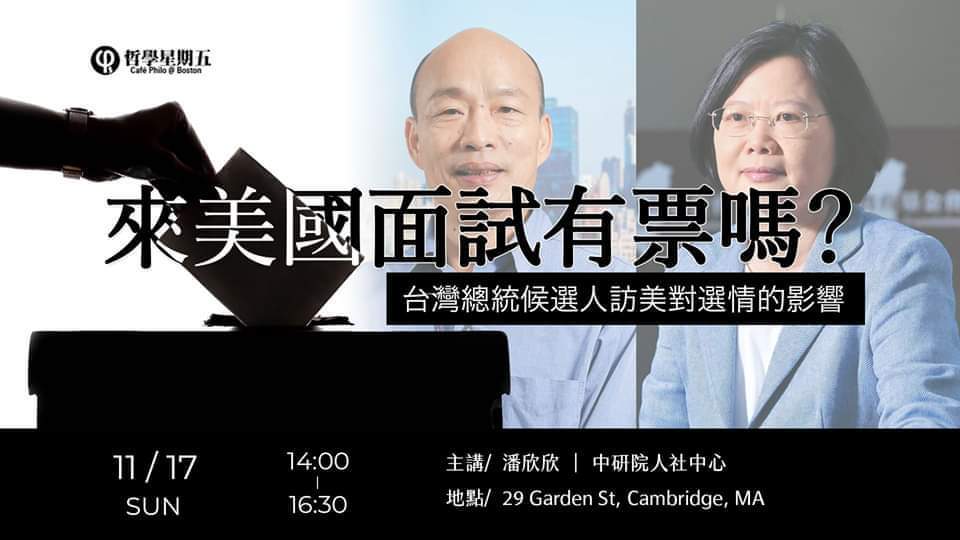 哲學星期五
Café Philo @ Boston
來美國面試有票嗎?
台灣總統候選人訪美對選情的影響
11 / 17
SUN
14:00
|
16:30
主講/ 潘欣欣 | 中研院人社中心
地點/ 29 Garden St, Cambridge, MA